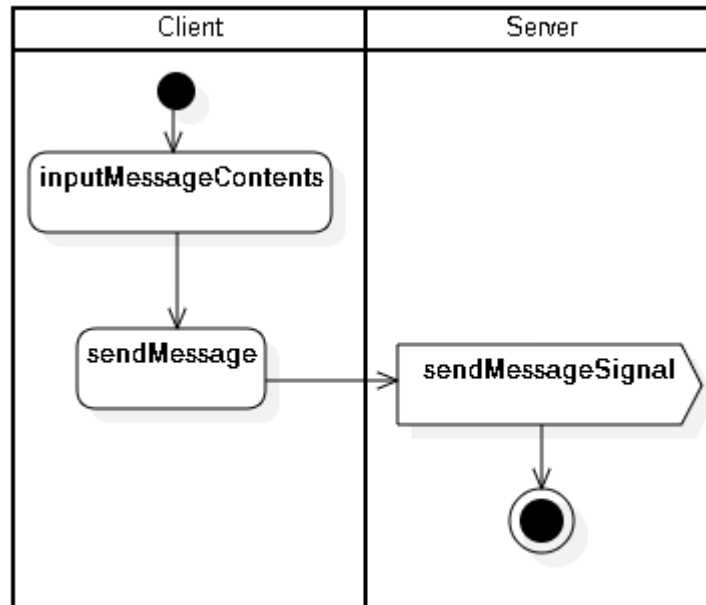 Client
Server
inputMessageContents
sendMessage
sendMessageSignal